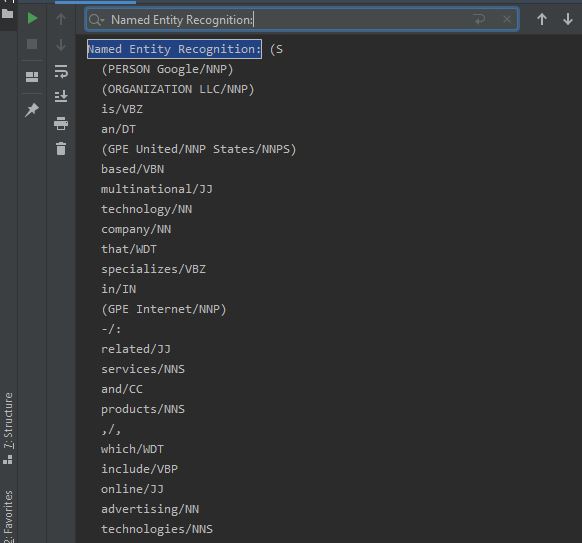 Named Entity Recognition:
Named Entity Recognition: (S
(PERSON Google/NNP)
(ORGANIZATION LLC/NNP)
is/VBZ
an/DT
(GPE United/NNP States/NNPS)
based/VBN
multinational/JJ
technology/NN
company/NN
that/WDT
specializes/VBZ
in/IN
(GPE Internet/NNP)
-/:
related/JJ
services/NNS
and/CC
products/NNS
,/,
which/WDT
include/VBP
online/JJ
advertising/NN
technologies/NNS
7: Structure
2: Favorites